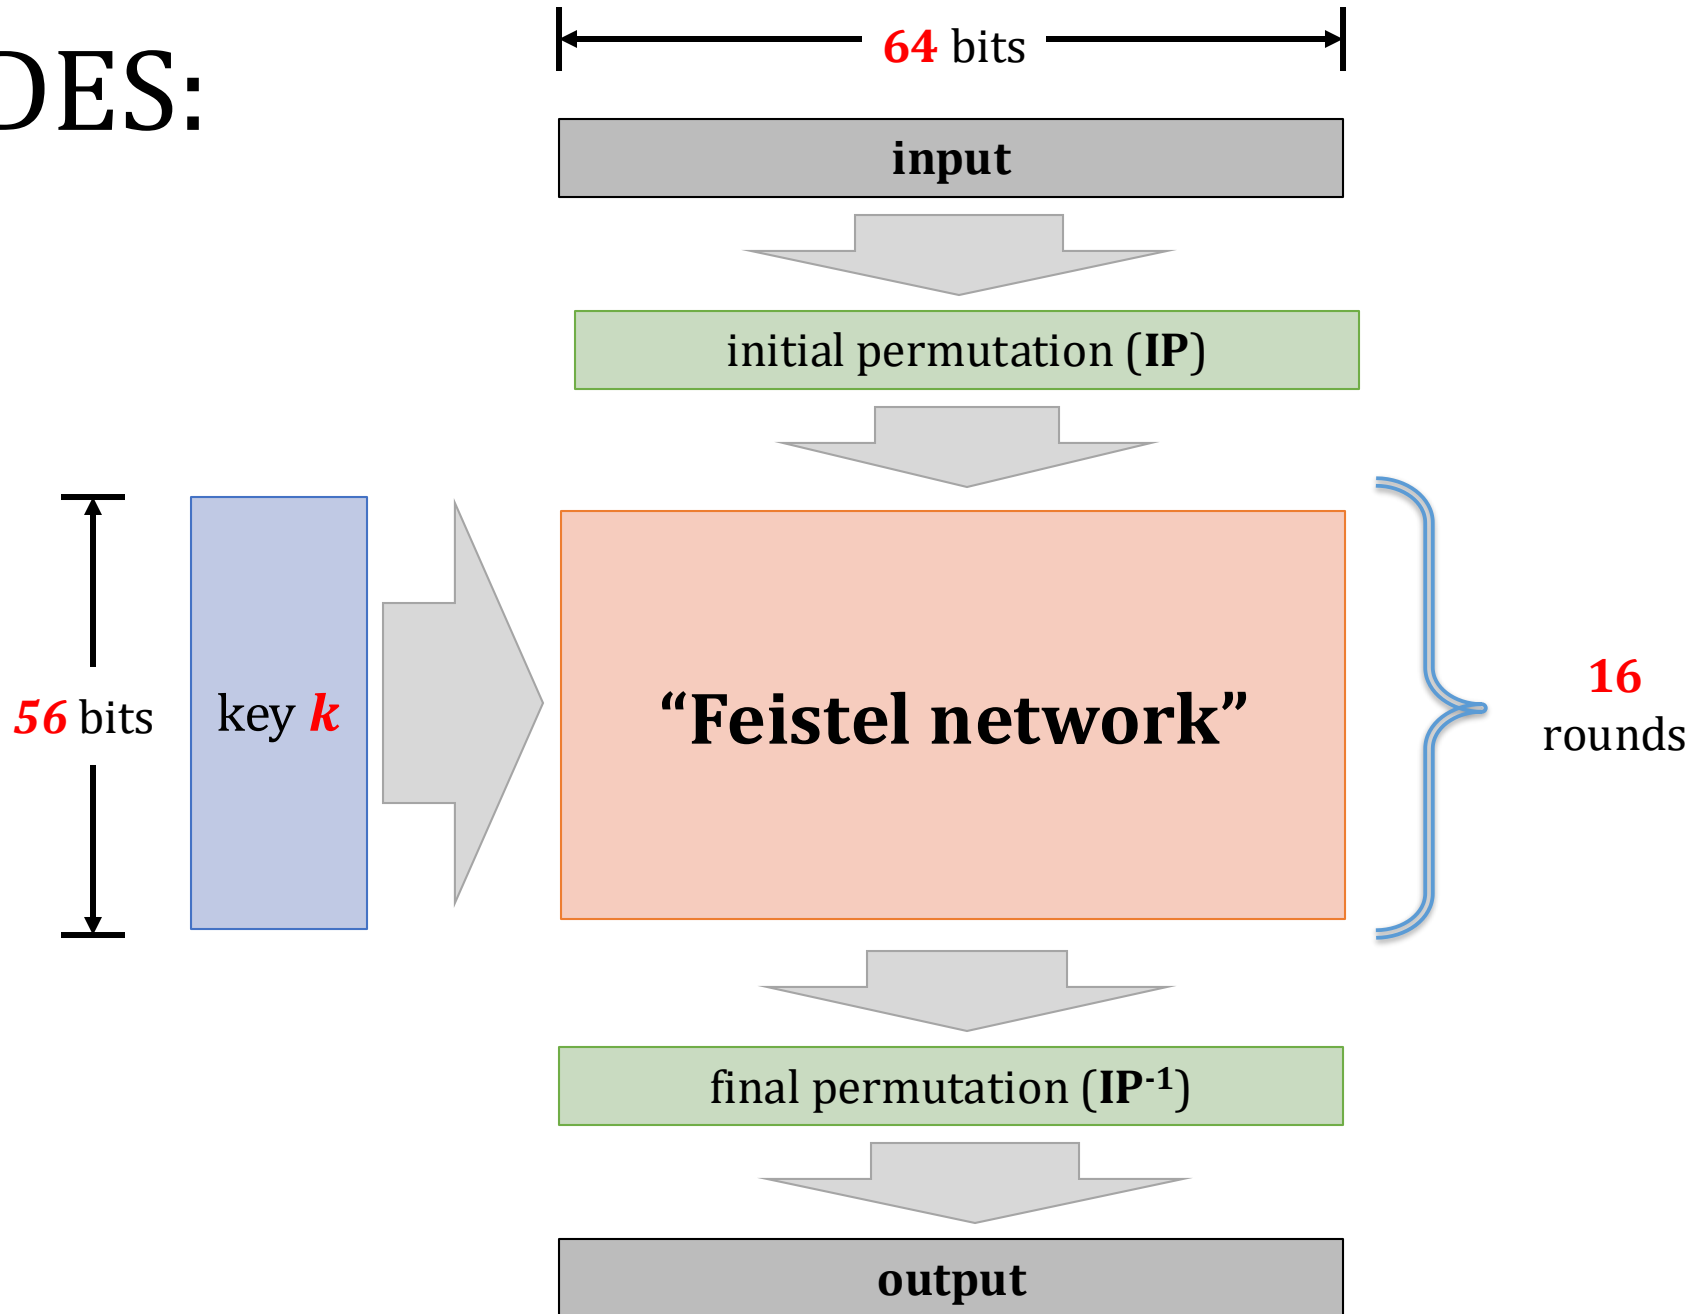 DES:
64 bits
input
initial permutation (IP)
56 bits
key k
“Feistel network”
16
rounds
final permutation (IP-1)
output